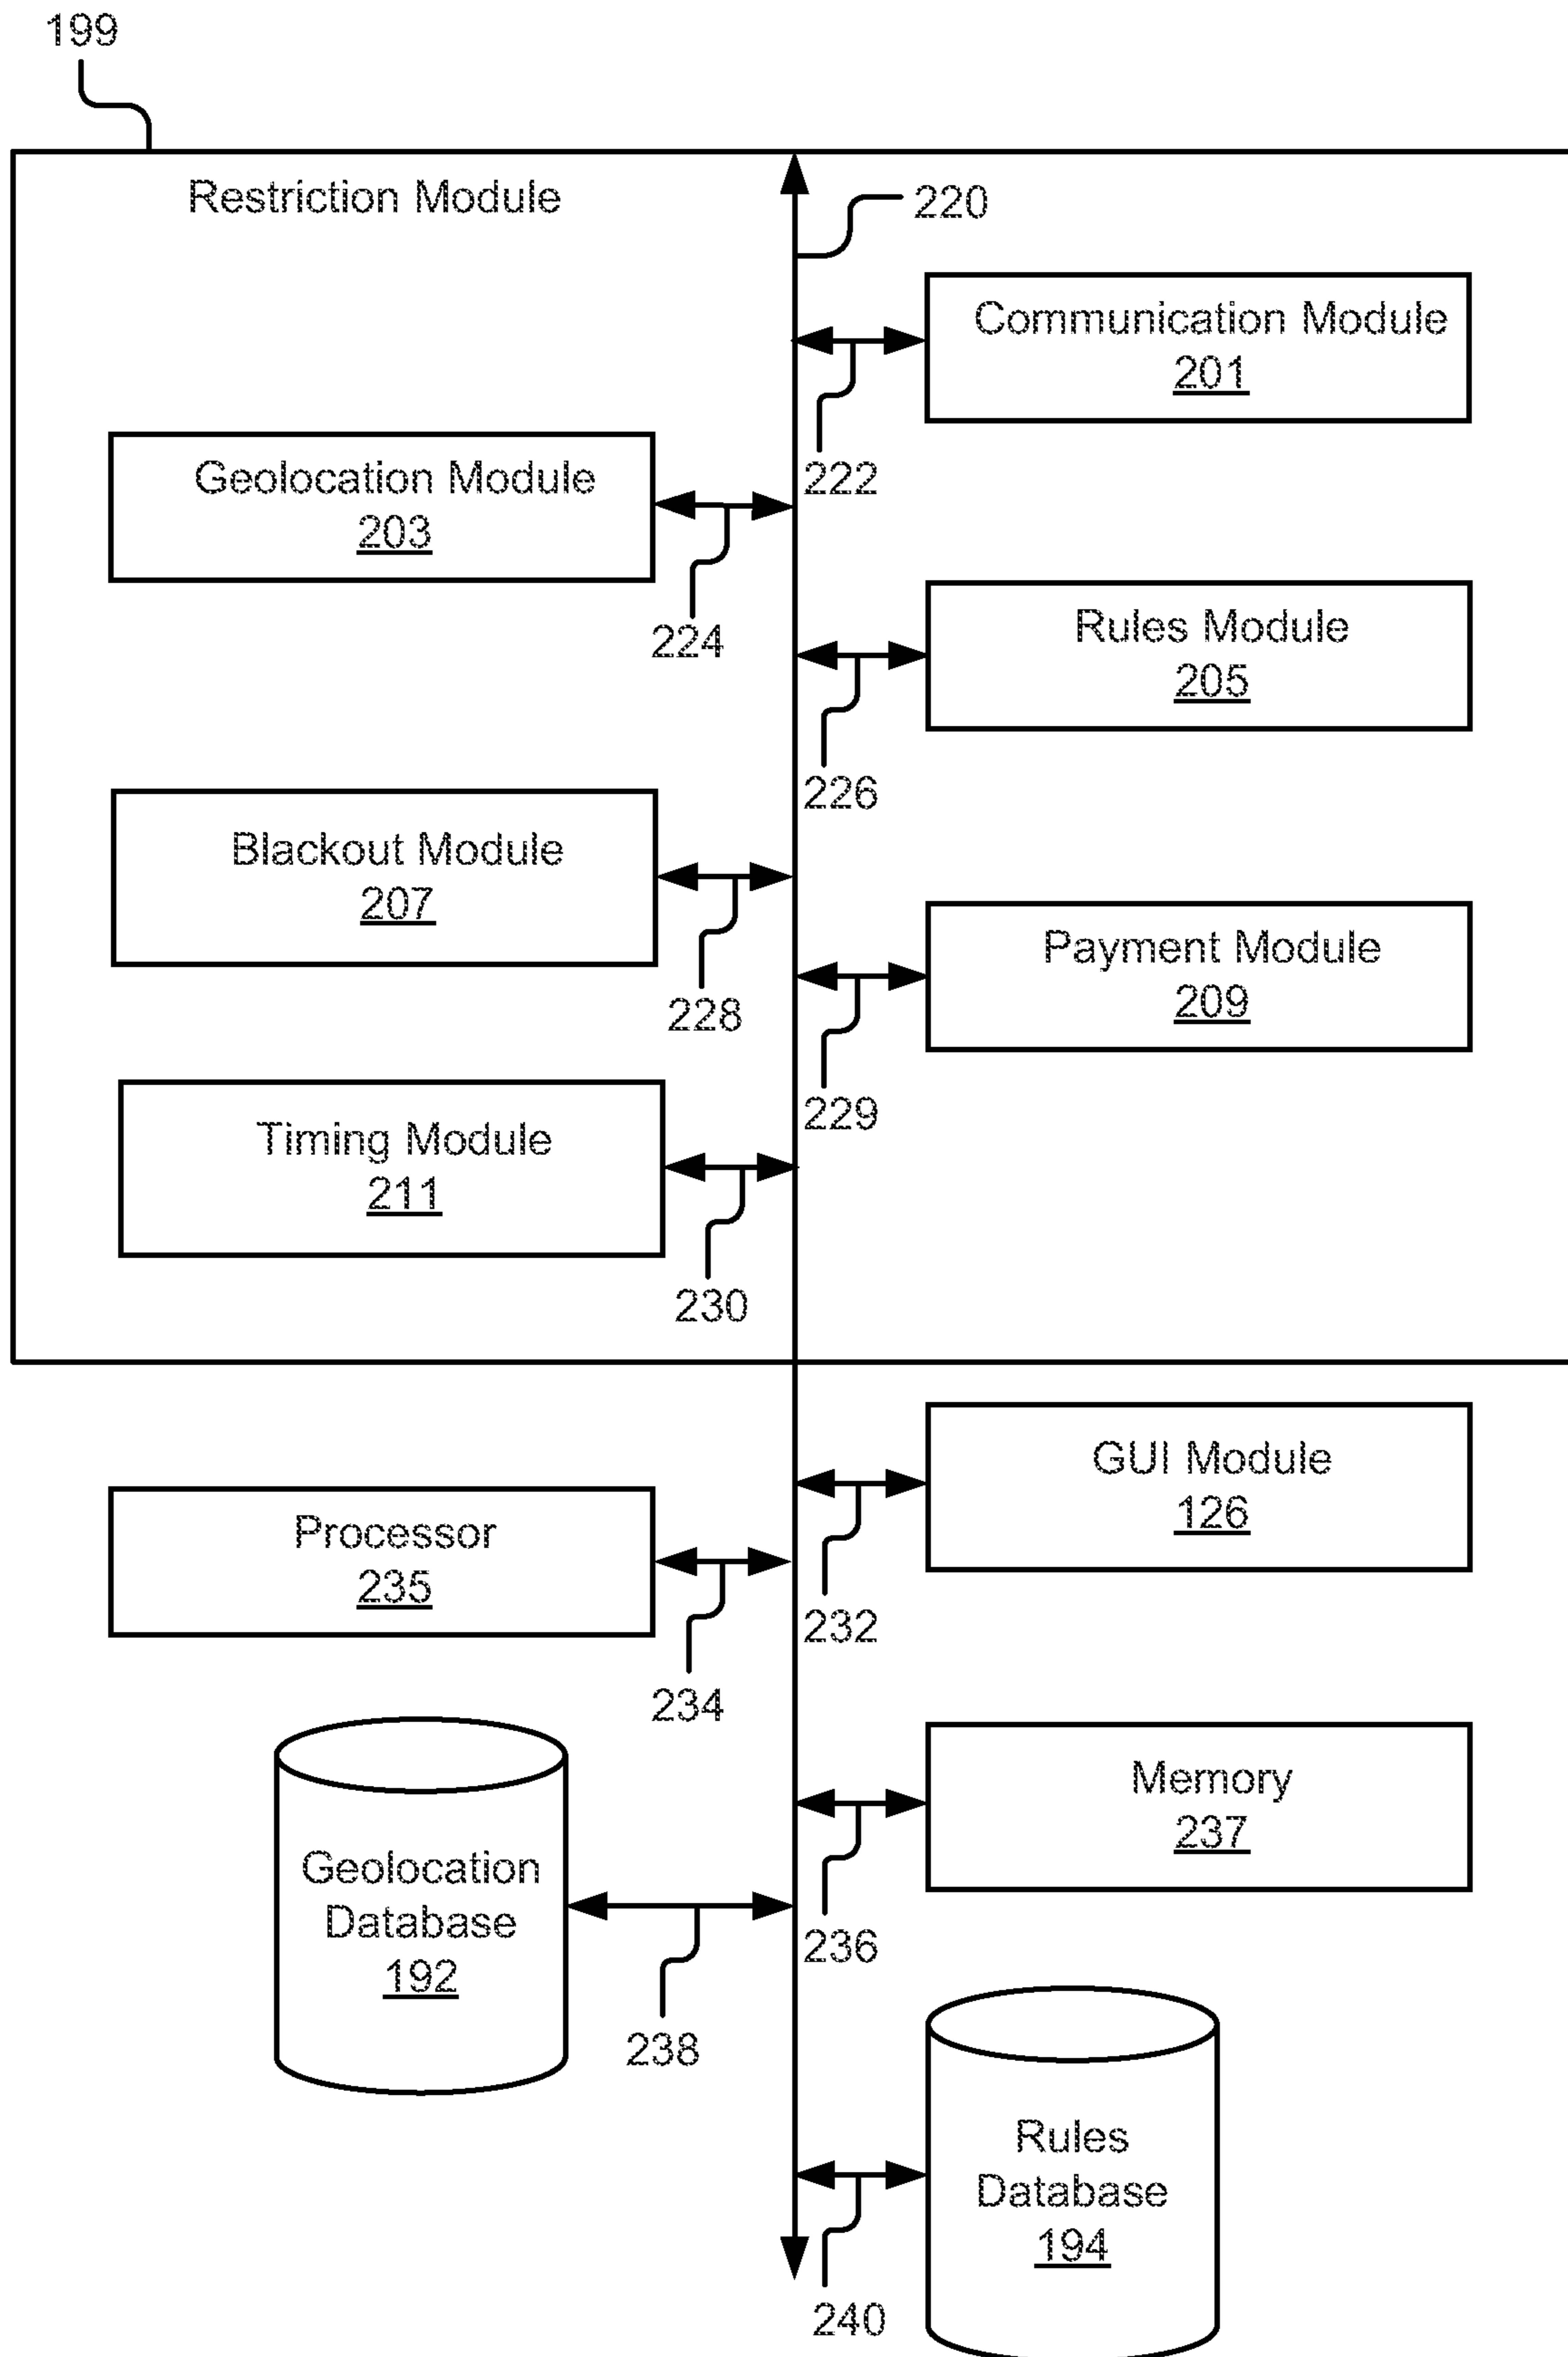 199
Restriction Module
220
Communication Module
201
222
Geolocation Module
203
224
Rules Module
205
226
Blackout Module
207
228
Payment Module
209
229
Timing Module
211
230
GUI Module
126
232
Processor
235
234
Memory
237
236
Geolocation
Database
192
238
Rules
Database
194
240